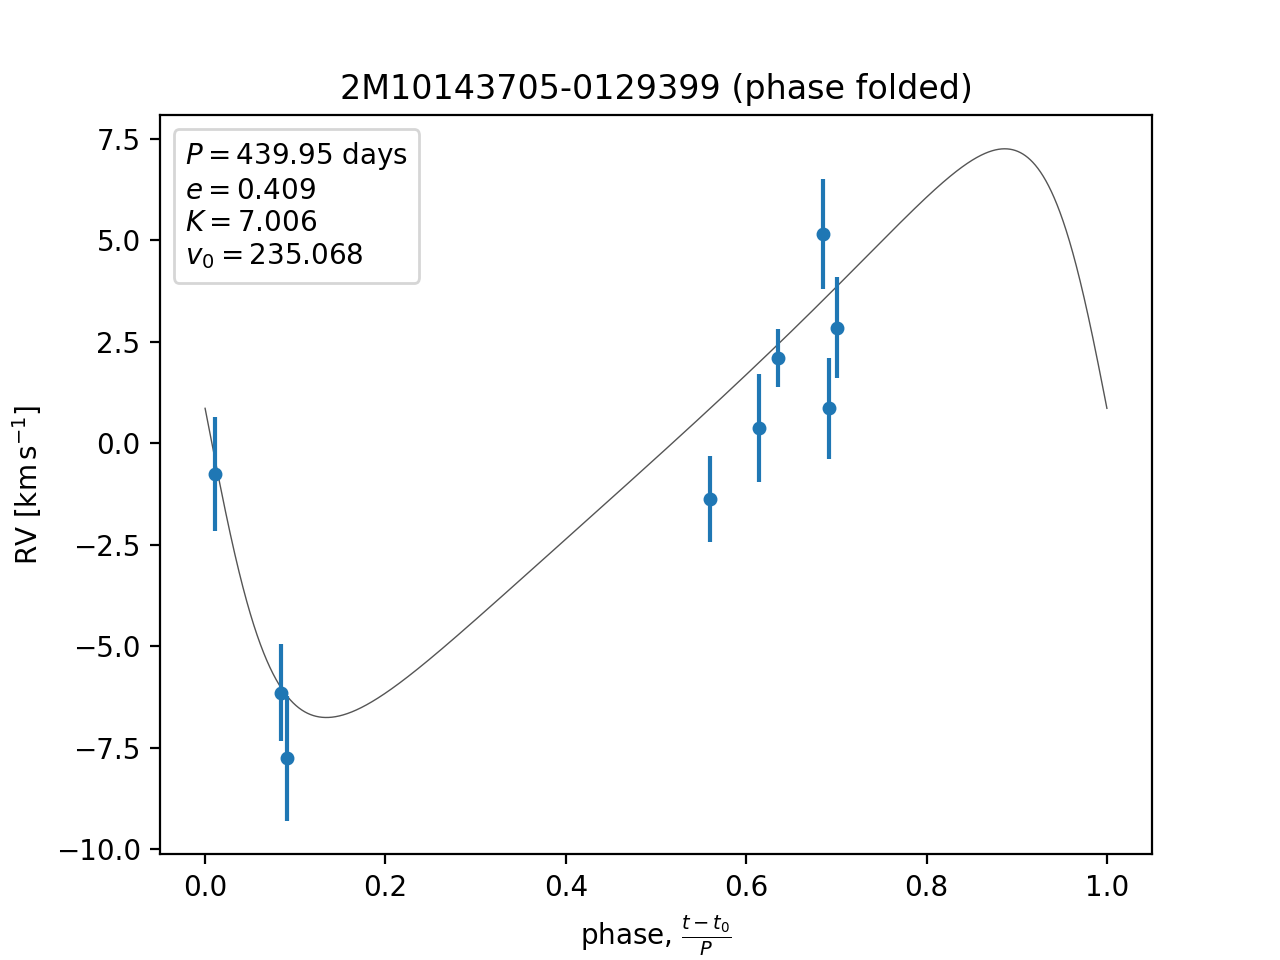 2M10143705-0129399 (phase folded)
P = 439.95 days
e = 0.409
K = 7.006
v₀ = 235.068
7.5
5.0
2.5
0.0
−2.5
−5.0
−7.5
−10.0
RV [km s⁻¹]
0.0 0.2 0.4 0.6 0.8 1.0
phase, (t − t₀)/P